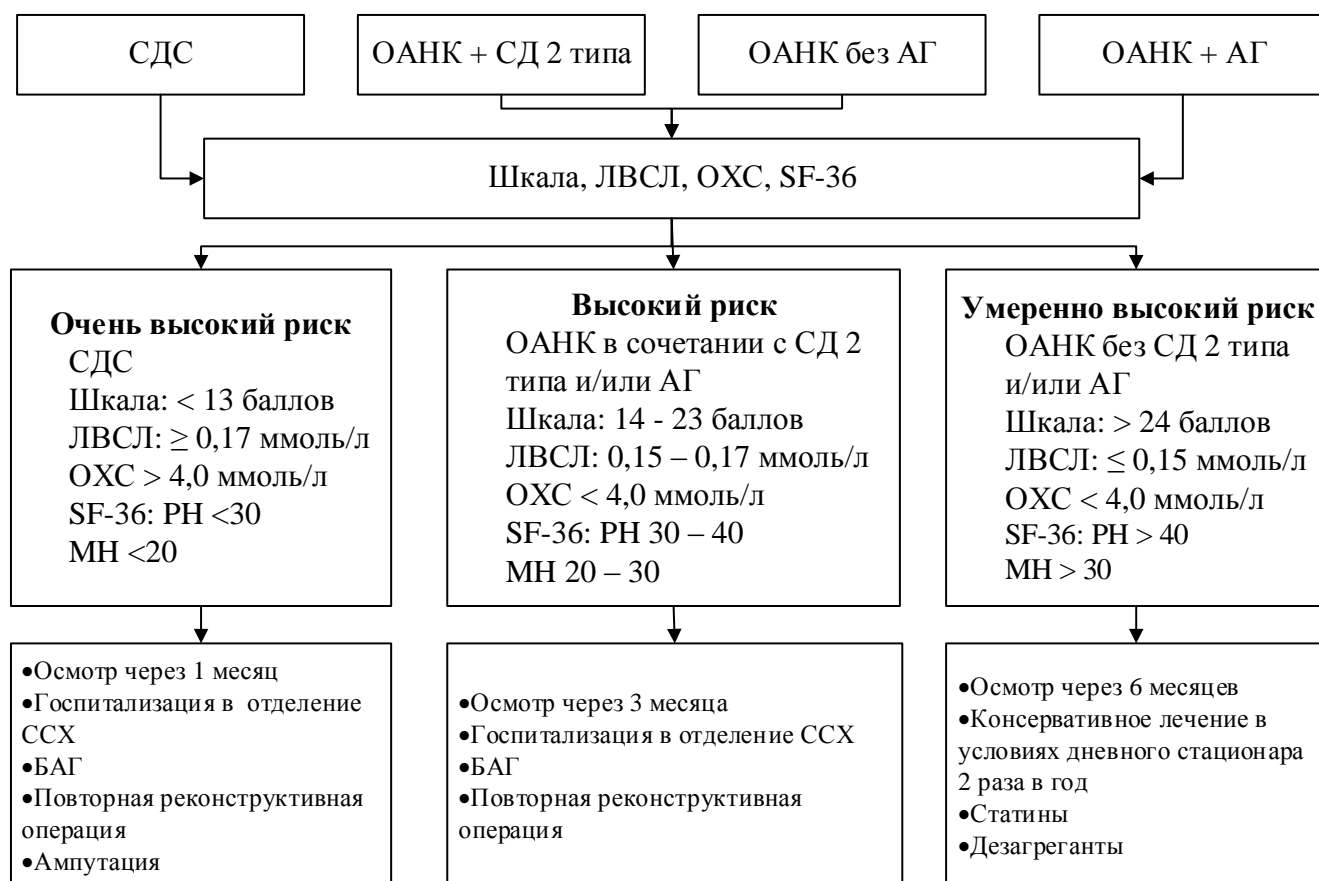 СДС
ОАНК + СД 2 типа
ОАНК без АГ
ОАНК + АГ
Шкала, ЛВСЛ, ОХС, SF-36
Очень высокий риск
СДС
Шкала: < 13 баллов
ЛВСЛ: ≥ 0,17 ммоль/л
ОХС > 4,0 ммоль/л
SF-36: PH <30
MH <20
Высокий риск
ОАНК в сочетании с СД 2
типа и/или АГ
Шкала: 14 - 23 баллов
ЛВСЛ: 0,15 – 0,17 ммоль/л
ОХС < 4,0 ммоль/л
SF-36: PH 30 – 40
MH 20 – 30
Умеренно высокий риск
ОАНК без СД 2 типа
и/или АГ
Шкала: > 24 баллов
ЛВСЛ: ≤ 0,15 ммоль/л
ОХС < 4,0 ммоль/л
SF-36: PH > 40
MH > 30
•Осмотр через 1 месяц
•Госпитализация в отделение
ССХ
•БАГ
•Повторная реконструктивная
операция
•Ампутация
•Осмотр через 3 месяца
•Госпитализация в отделение ССХ
•БАГ
•Повторная реконструктивная
операция
•Осмотр через 6 месяцев
•Консервативное лечение в
условиях дневного стационара
2 раза в год
•Статины
•Дезагреганты